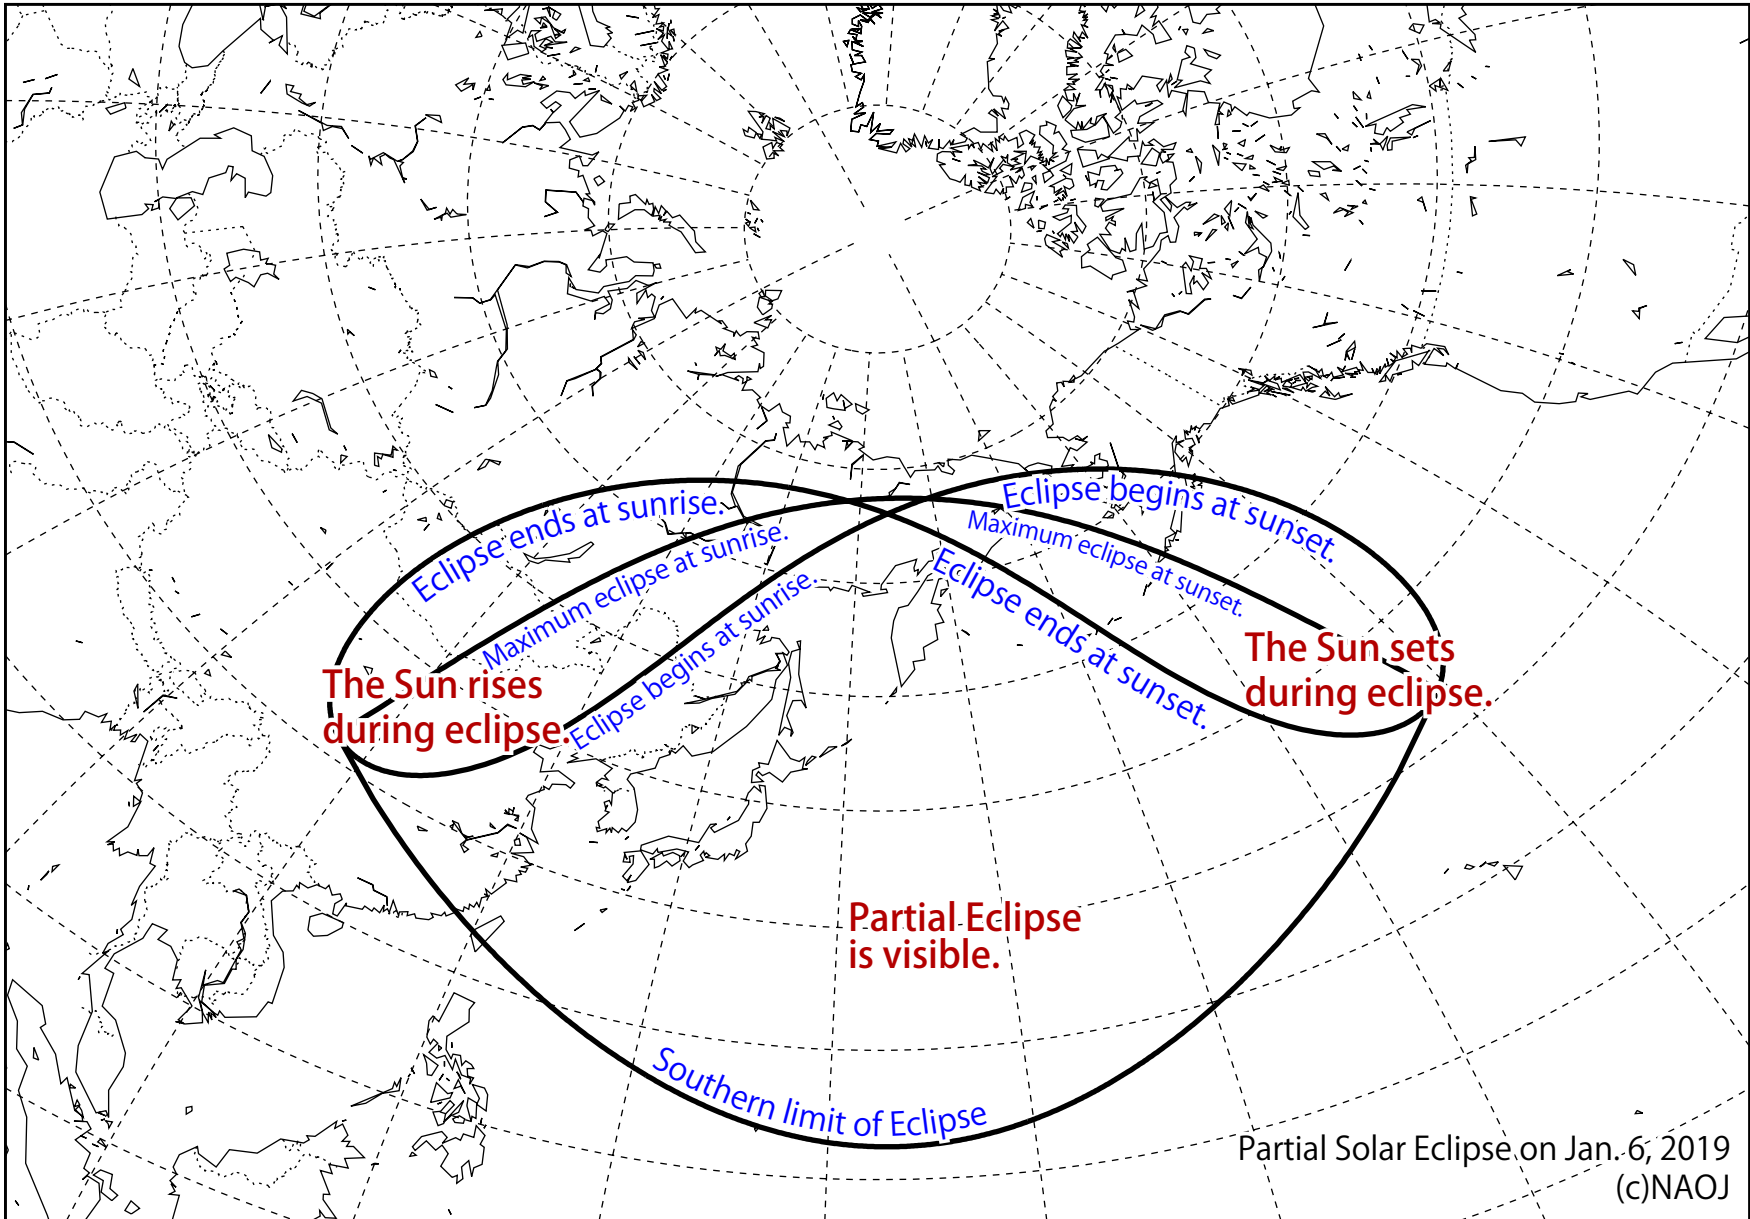 Eclipse ends at sunrise.
Maximum eclipse at sunrise.
Eclipse begins at sunrise.
Eclipse begins at sunset.
Maximum eclipse at sunset.
Eclipse ends at sunset.
The Sun rises
during eclipse.
The Sun sets
during eclipse.
Partial Eclipse
is visible.
Southern limit of Eclipse
Partial Solar Eclipse on Jan. 6, 2019
(c)NAOJ